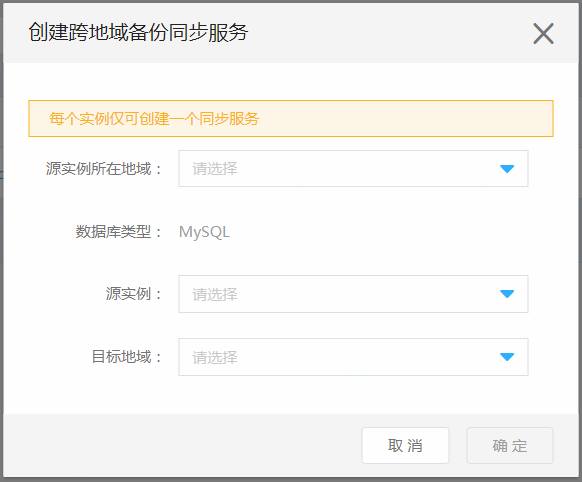 创建跨地域备份同步服务
每个实例仅可创建一个同步服务
源实例所在地域： 请选择
数据库类型： MySQL
源实例： 请选择
目标地域： 请选择
取消 确定